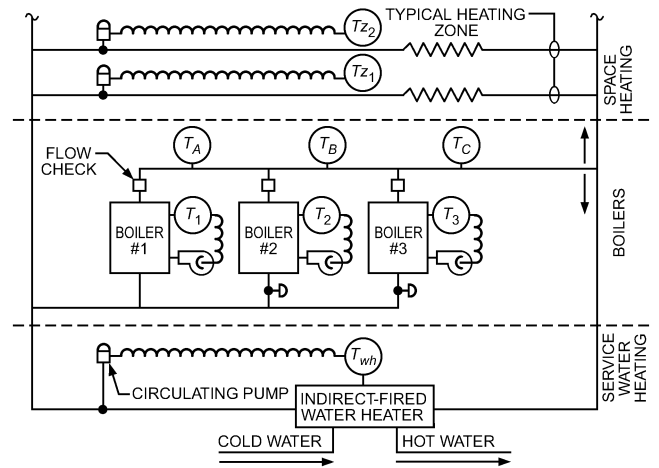 TYPICAL HEATING
ZONE
Tz2
Tz1
SPACE
HEATING
FLOW
CHECK
TA
TB
TC
BOILER
#1
T1
BOILER
#2
T2
BOILER
#3
T3
BOILERS
Twh
CIRCULATING PUMP
INDIRECT-FIRED
WATER HEATER
COLD WATER
HOT WATER
SERVICE
WATER
HEATING